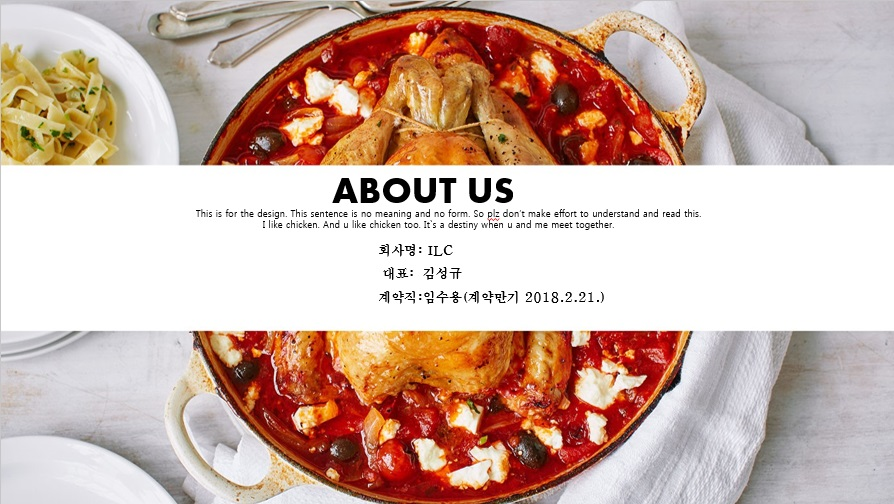 ABOUT US
This is for the design. This sentence is no meaning and no form. So plz don't make effort to understand and read this.
I like chicken. And u like chicken too. It`s a destiny when u and me meet together.
회사명: ILC
대표: 김성규
계약직:임수용(계약만기 2018.2.21.)